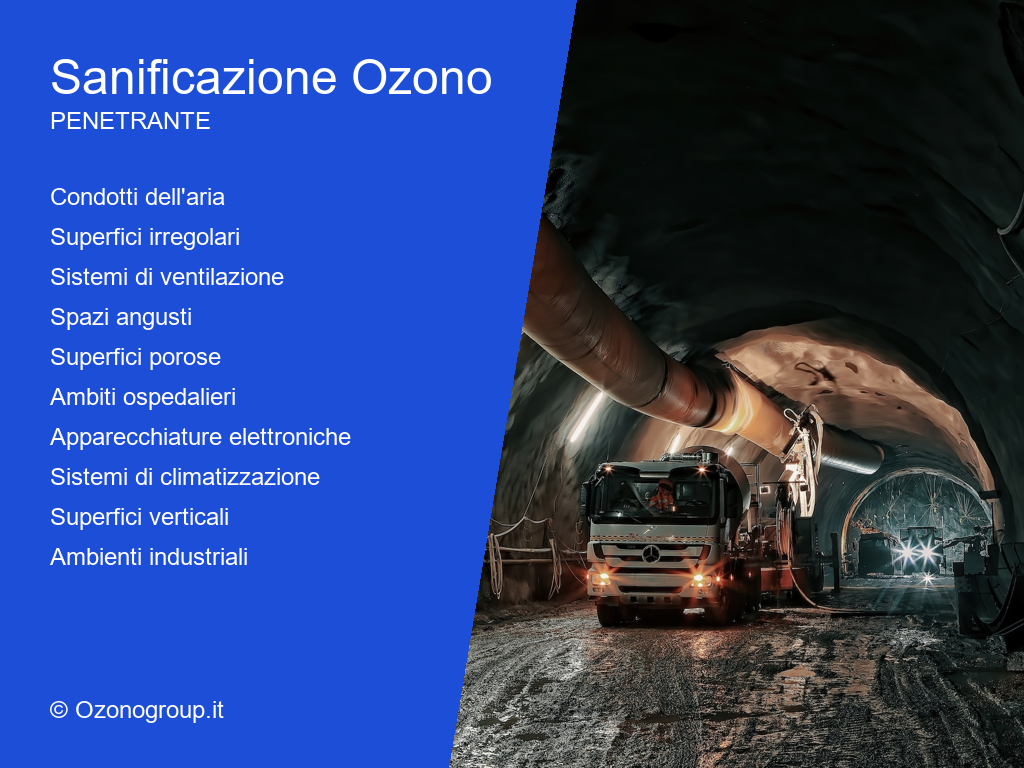 Sanificazione Ozono
PENETRANTE
Condotti dell'aria
Superfici irregolari
Sistemi di ventilazione
Spazi angusti
Superfici porose
Ambiti ospedalieri
Apparecchiature elettroniche
Sistemi di climatizzazione
Superfici verticali
Ambienti industriali
© Ozonogroup.it